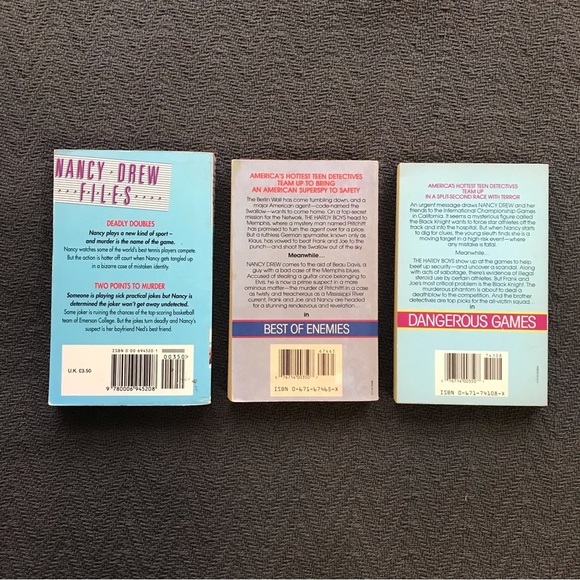 NANCY DREW
FILES
DEADLY DOUBLES
Nancy plays a new kind of sport –
and murder is the name of the game.
Nancy watches some of the world's best tennis players compete.
But the action is hotter off court when Nancy gets tangled up
in a bizarre case of mistaken identity.
TWO POINTS TO MURDER
Someone is playing sick practical jokes but Nancy is
determined the joker won't get away undetected.
Some joker is ruining the chances of the top-scoring basketball
team of Emerson College. But the jokes turn deadly and Nancy's
suspect is her boyfriend Ned's best friend.
ISBN 0-00-694520-1
00350
U.K. £3.50
9 780006 945208
AMERICA'S HOTTEST TEEN DETECTIVES
TEAM UP TO BRING
AN AMERICAN SUPERSPY TO SAFETY
The Berlin Wall has come tumbling down, and a
major American agent—code-named the
Swallow—wants to come home. On a top-secret
mission for the Network, THE HARDY BOYS head to
Memphis, where a mystery man named Pritchitt
has promised to turn the agent over for a price.
But a ruthless German spymaster, known only as
Klaus, has vowed to beat Frank and Joe to the
punch—and shoot the Swallow out of the sky.
Meanwhile...
NANCY DREW comes to the aid of Beau Davis, a
guy with a bad case of the Memphis blues.
Accused of stealing a guitar once belonging to
Elvis, he is now a prime suspect in a more
ominous matter—the murder of Pritchitt! In a case
as twisty and treacherous as a Mississippi River
current, Frank and Joe and Nancy are headed for
a stunning rendezvous and revelation...
in
BEST OF ENEMIES
67465
ISBN 0-671-67465-X
AMERICA'S HOTTEST TEEN DETECTIVES
TEAM UP
IN A SPLIT-SECOND RACE WITH TERROR
An urgent message draws NANCY DREW and her
friends to the International Championship Games
in California. It seems a mysterious figure called
the Black Knight wants to force star athletes off the
track and into the hospital. But when Nancy starts
to dig for clues, the young sleuth finds she is a
moving target in a high-risk event—where
any mistake is fatal.
Meanwhile...
THE HARDY BOYS show up at the games to help
beef up security—and uncover a scandal. Along
with acts of sabotage, there's evidence of illegal
steroid use by certain athletes. But Frank and
Joe's most critical problem is the Black Knight. The
murderous phantom is about to deal a
deathblow to the competition. And the brother
detectives are top picks for the all-victim squad...
in
DANGEROUS GAMES
74108
ISBN 0-671-74108-X